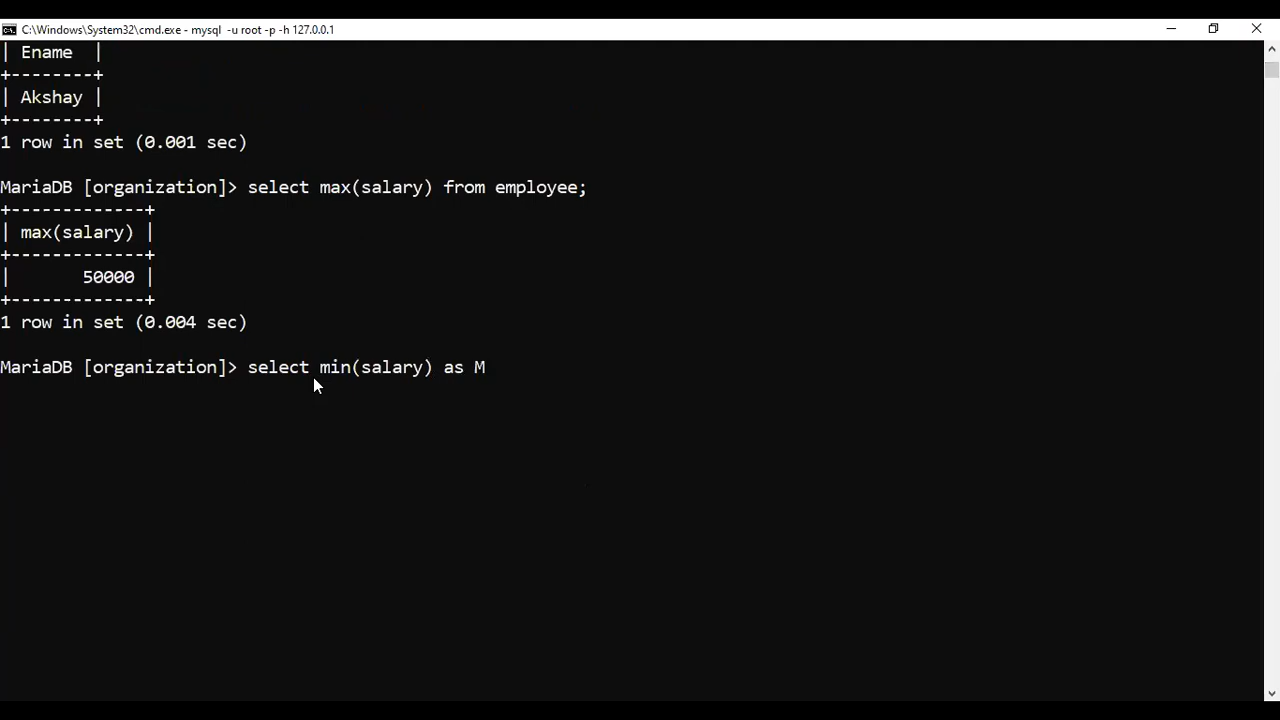 C:\Windows\System32\cmd.exe - mysql -u root -p -h 127.0.0.1
| Ename  |
+--------+
| Akshay |
+--------+
1 row in set (0.001 sec)
MariaDB [organization]> select max(salary) from employee;
+-------------+
| max(salary) |
+-------------+
|       50000 |
+-------------+
1 row in set (0.004 sec)
MariaDB [organization]> select min(salary) as M